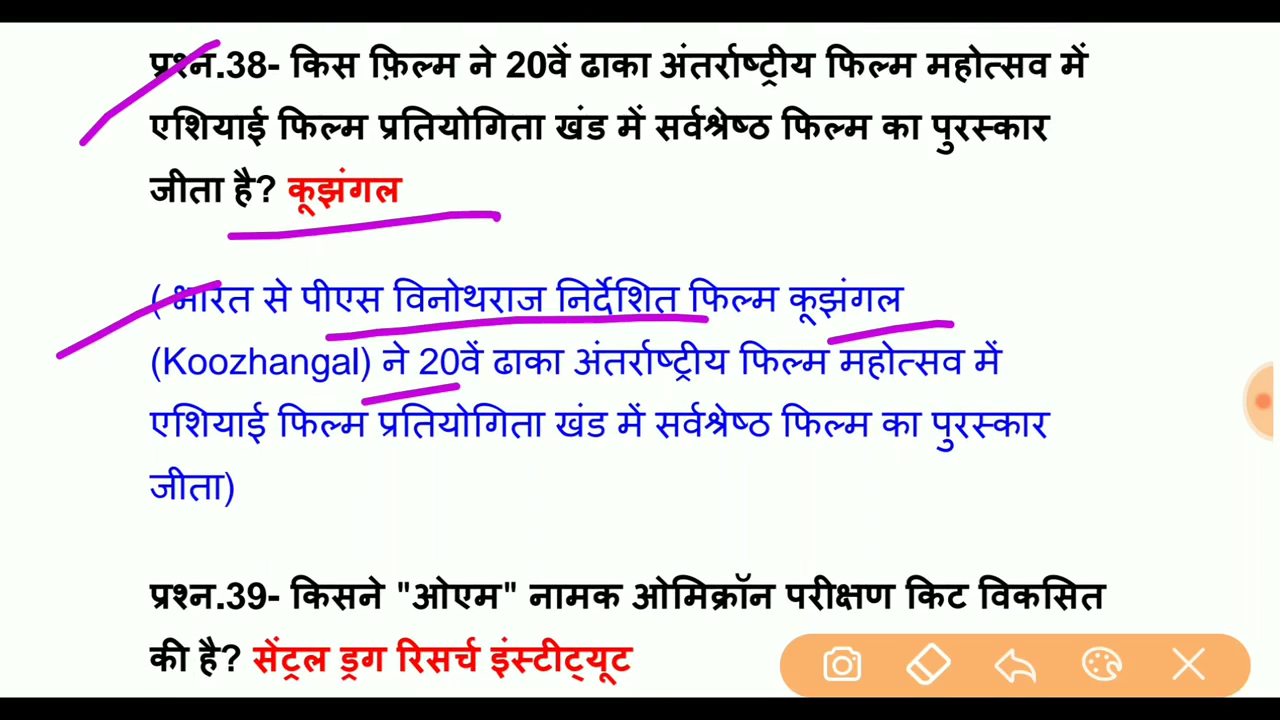 प्रश्न.38- किस फ़िल्म ने 20वें ढाका अंतर्राष्ट्रीय फिल्म महोत्सव में
एशियाई फिल्म प्रतियोगिता खंड में सर्वश्रेष्ठ फिल्म का पुरस्कार
जीता है? कूझंगल
( भारत से पीएस विनोथराज निर्देशित फिल्म कूझंगल
(Koozhangal) ने 20वें ढाका अंतर्राष्ट्रीय फिल्म महोत्सव में
एशियाई फिल्म प्रतियोगिता खंड में सर्वश्रेष्ठ फिल्म का पुरस्कार
जीता)
प्रश्न.39- किसने "ओएम" नामक ओमिक्रॉन परीक्षण किट विकसित
की है? सेंट्रल ड्रग रिसर्च इंस्टीट्यूट